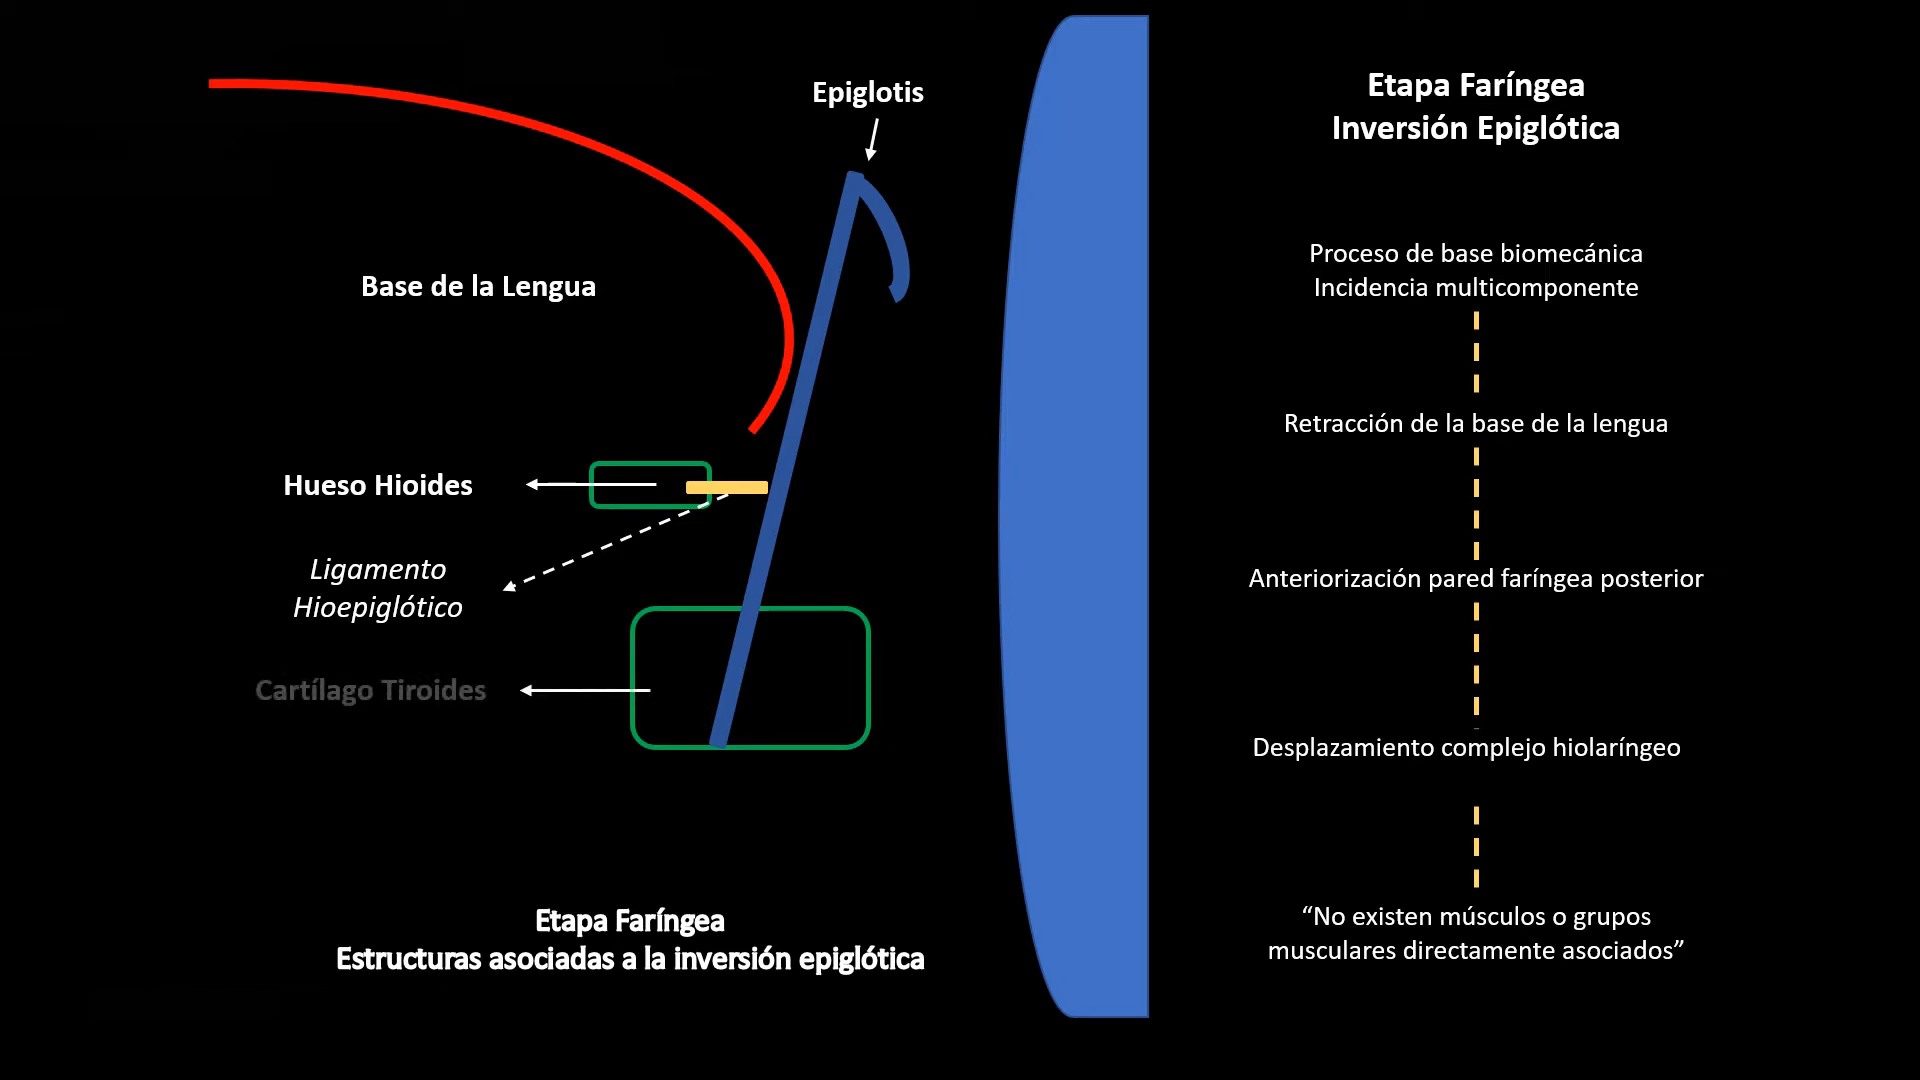 Epiglotis
Base de la Lengua
Hueso Hioides
Ligamento
Hioepiglótico
Cartílago Tiroides
Etapa Faríngea
Estructuras asociadas a la inversión epiglótica
Etapa Faríngea
Inversión Epiglótica
Proceso de base biomecánica
Incidencia multicomponente
Retracción de la base de la lengua
Anteriorización pared faríngea posterior
Desplazamiento complejo hiolaríngeo
“No existen músculos o grupos
musculares directamente asociados”